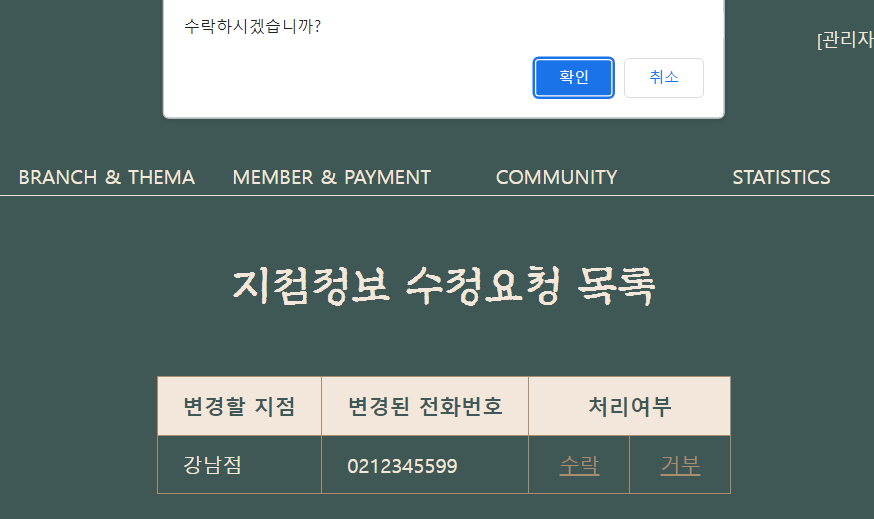 수락하시겠습니까?
[관리자
확인 취소
BRANCH & THEMA MEMBER & PAYMENT COMMUNITY STATISTICS
지점정보 수정요청 목록
변경할 지점 변경된 전화번호 처리여부
강남점 0212345599 수락 거부